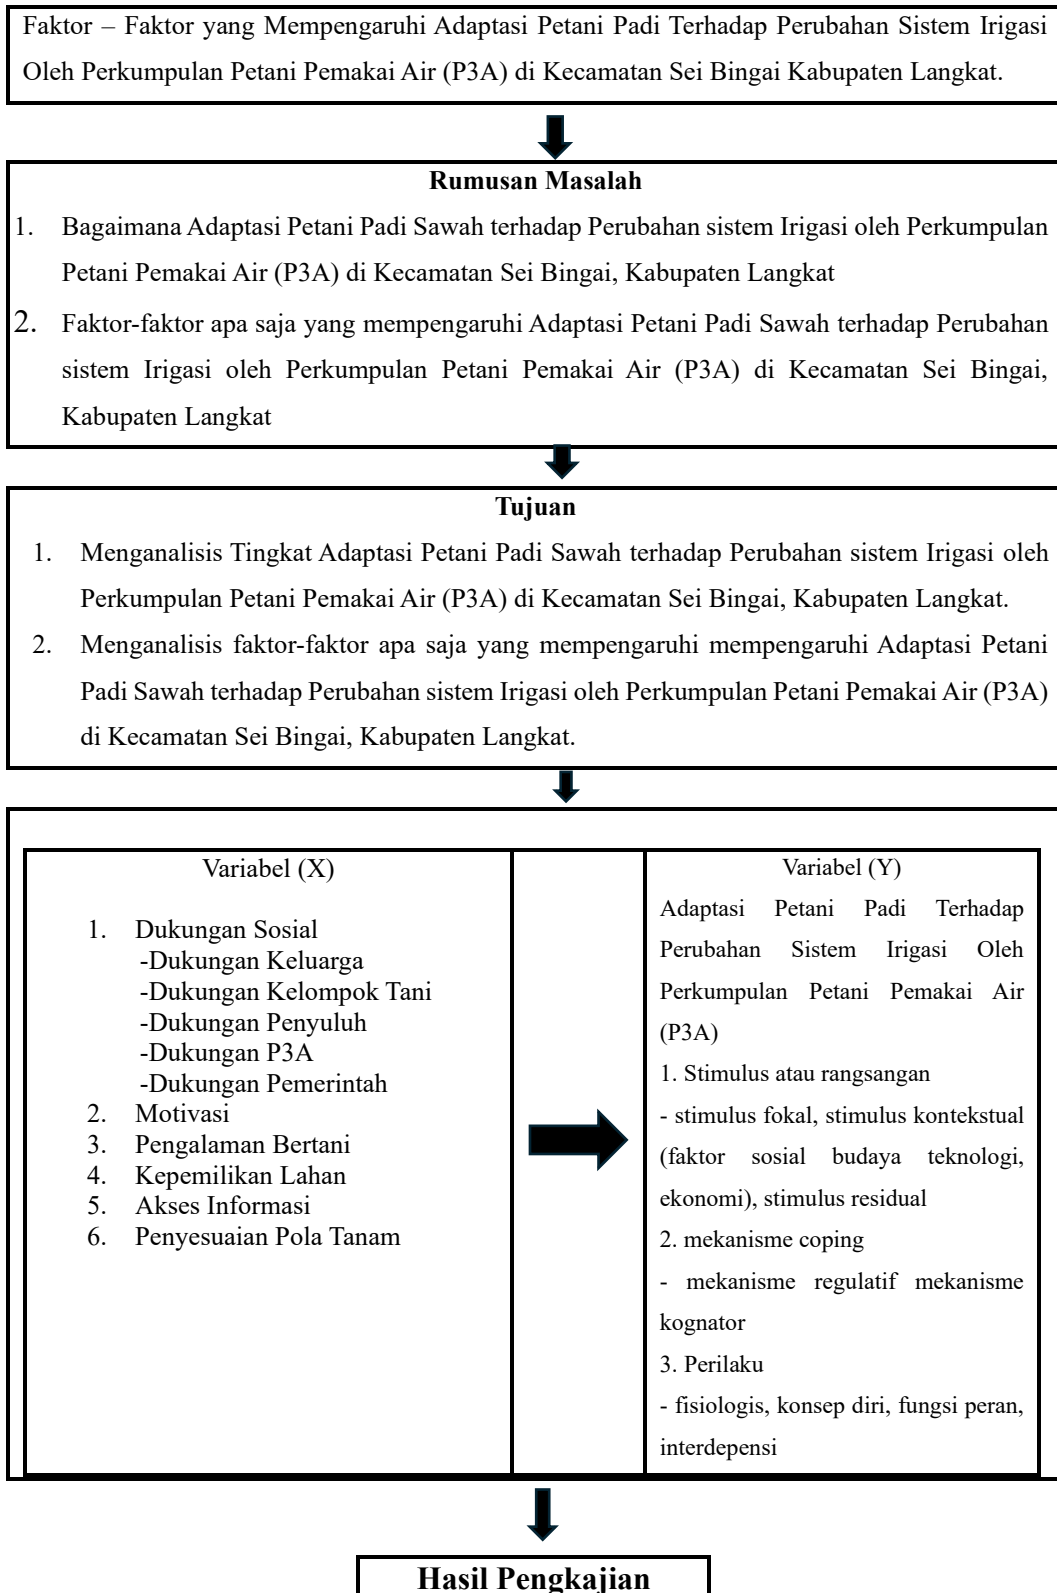 Faktor – Faktor yang Mempengaruhi Adaptasi Petani Padi Terhadap Perubahan Sistem Irigasi
Oleh Perkumpulan Petani Pemakai Air (P3A) di Kecamatan Sei Bingai Kabupaten Langkat.
Rumusan Masalah
1. Bagaimana Adaptasi Petani Padi Sawah terhadap Perubahan sistem Irigasi oleh Perkumpulan
Petani Pemakai Air (P3A) di Kecamatan Sei Bingai, Kabupaten Langkat
2. Faktor-faktor apa saja yang mempengaruhi Adaptasi Petani Padi Sawah terhadap Perubahan
sistem Irigasi oleh Perkumpulan Petani Pemakai Air (P3A) di Kecamatan Sei Bingai,
Kabupaten Langkat
Tujuan
1. Menganalisis Tingkat Adaptasi Petani Padi Sawah terhadap Perubahan sistem Irigasi oleh
Perkumpulan Petani Pemakai Air (P3A) di Kecamatan Sei Bingai, Kabupaten Langkat.
2. Menganalisis faktor-faktor apa saja yang mempengaruhi mempengaruhi Adaptasi Petani
Padi Sawah terhadap Perubahan sistem Irigasi oleh Perkumpulan Petani Pemakai Air (P3A)
di Kecamatan Sei Bingai, Kabupaten Langkat.
Variabel (X)
1. Dukungan Sosial
-Dukungan Keluarga
-Dukungan Kelompok Tani
-Dukungan Penyuluh
-Dukungan P3A
-Dukungan Pemerintah
2. Motivasi
3. Pengalaman Bertani
4. Kepemilikan Lahan
5. Akses Informasi
6. Penyesuaian Pola Tanam
Variabel (Y)
Adaptasi Petani Padi Terhadap
Perubahan Sistem Irigasi Oleh
Perkumpulan Petani Pemakai Air
(P3A)
1. Stimulus atau rangsangan
- stimulus fokal, stimulus kontekstual
(faktor sosial budaya teknologi,
ekonomi), stimulus residual
2. mekanisme coping
- mekanisme regulatif mekanisme
kognator
3. Perilaku
- fisiologis, konsep diri, fungsi peran,
interdepensi
Hasil Pengkajian